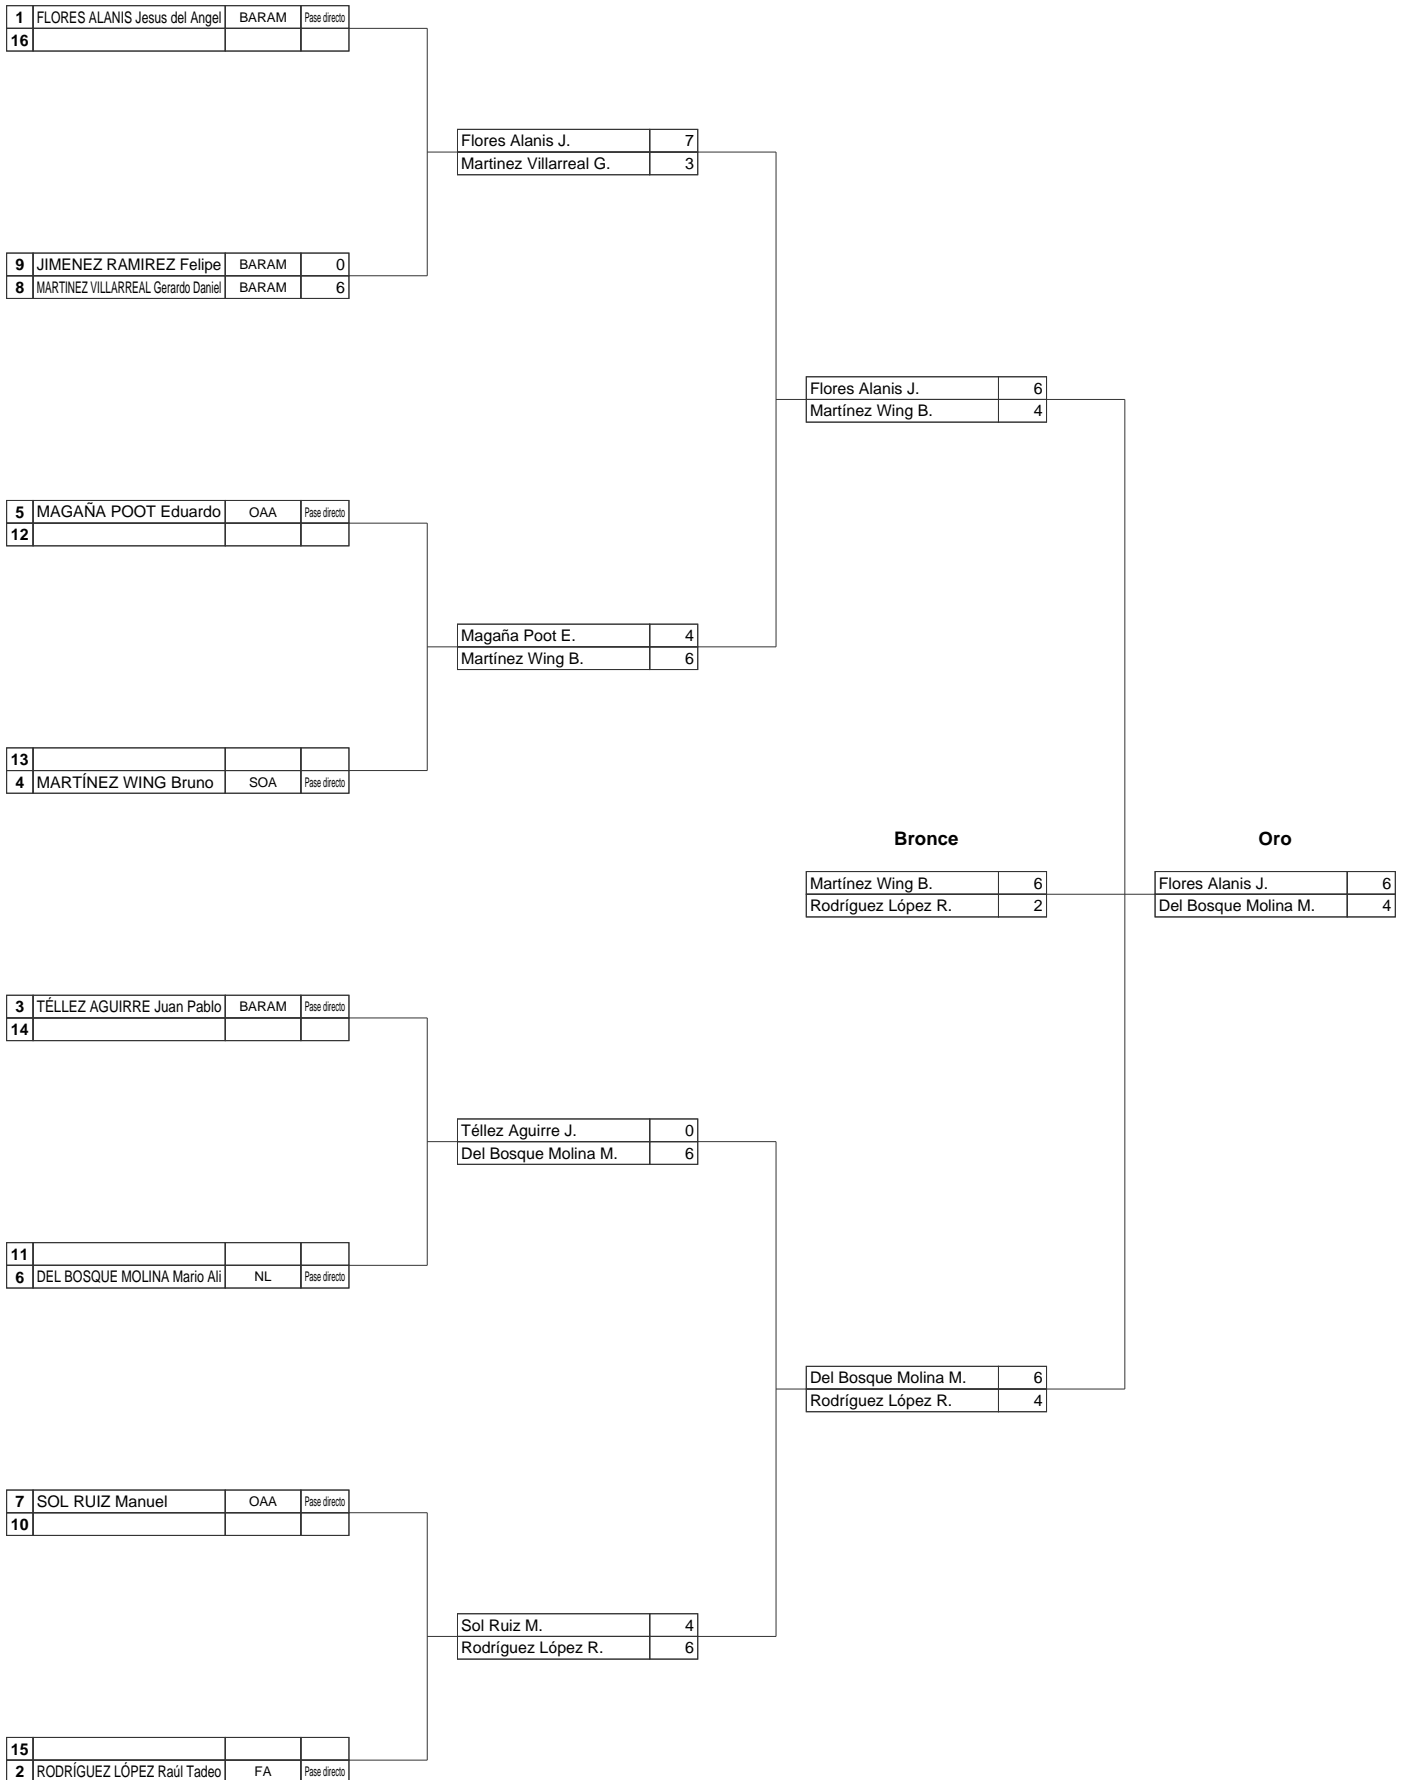 1 FLORES ALANIS Jesus del Angel BARAM Pase directo
16
Flores Alanis J. 7
Martinez Villarreal G. 3
9 JIMENEZ RAMIREZ Felipe BARAM 0
8 MARTINEZ VILLARREAL Gerardo Daniel BARAM 6
Flores Alanis J. 6
Martínez Wing B. 4
5 MAGAÑA POOT Eduardo OAA Pase directo
12
Magaña Poot E. 4
Martínez Wing B. 6
13
4 MARTÍNEZ WING Bruno SOA Pase directo
Bronce Oro
Martínez Wing B. 6 Flores Alanis J. 6
Rodríguez López R. 2 Del Bosque Molina M. 4
3 TÉLLEZ AGUIRRE Juan Pablo BARAM Pase directo
14
Téllez Aguirre J. 0
Del Bosque Molina M. 6
11
6 DEL BOSQUE MOLINA Mario Ali NL Pase directo
Del Bosque Molina M. 6
Rodríguez López R. 4
7 SOL RUIZ Manuel OAA Pase directo
10
Sol Ruiz M. 4
Rodríguez López R. 6
15
2 RODRÍGUEZ LÓPEZ Raúl Tadeo FA Pase directo